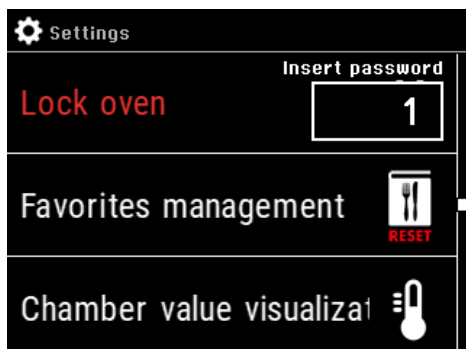 Settings
Insert password
Lock oven
1
Favorites management
RESET
Chamber value visualizat